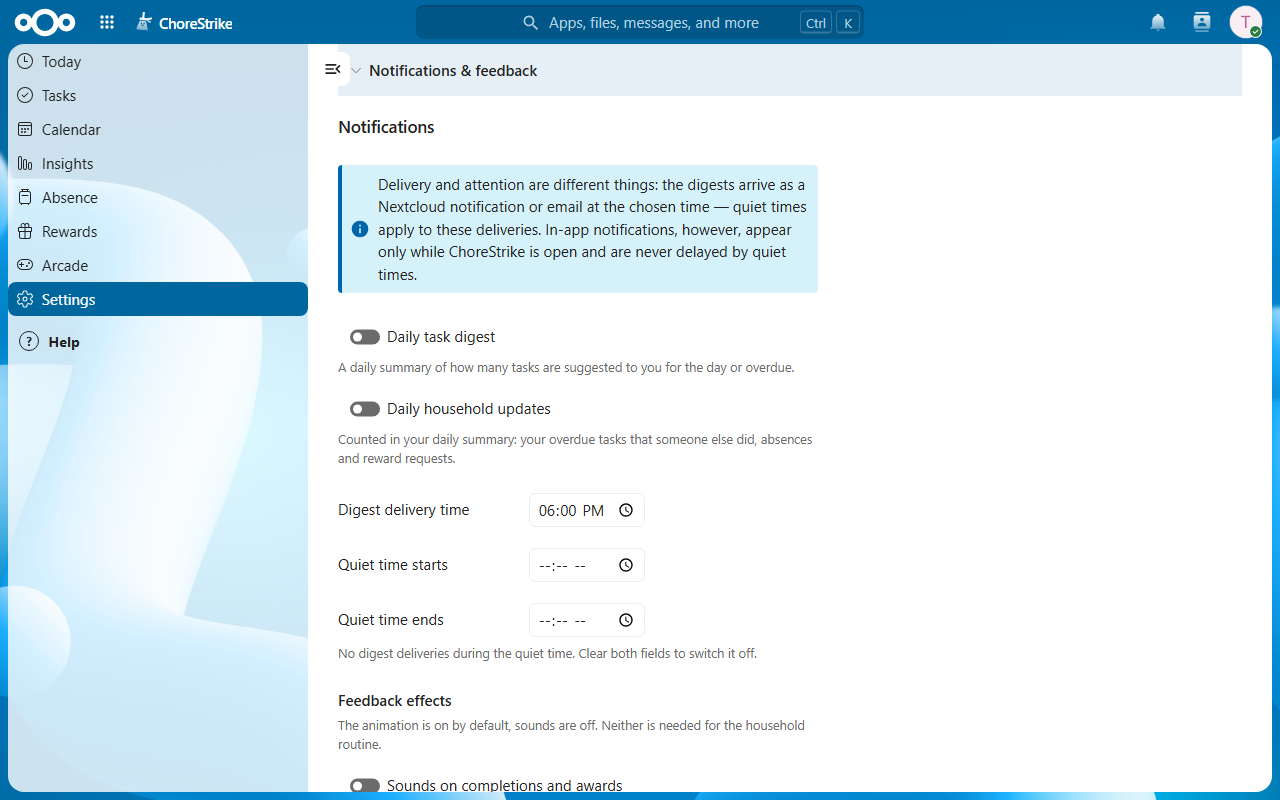 ChoreStrike
Apps, files, messages, and more
Ctrl
K
T
Today
Tasks
Calendar
Insights
Absence
Rewards
Arcade
Settings
? Help
Notifications & feedback
Notifications
Delivery and attention are different things: the digests arrive as a
Nextcloud notification or email at the chosen time — quiet times
apply to these deliveries. In-app notifications, however, appear
only while ChoreStrike is open and are never delayed by quiet
times.
Daily task digest
A daily summary of how many tasks are suggested to you for the day or overdue.
Daily household updates
Counted in your daily summary: your overdue tasks that someone else did, absences
and reward requests.
Digest delivery time
06:00 PM
Quiet time starts
--:-- --
Quiet time ends
--:-- --
No digest deliveries during the quiet time. Clear both fields to switch it off.
Feedback effects
The animation is on by default, sounds are off. Neither is needed for the household
routine.
Sounds on completions and awards